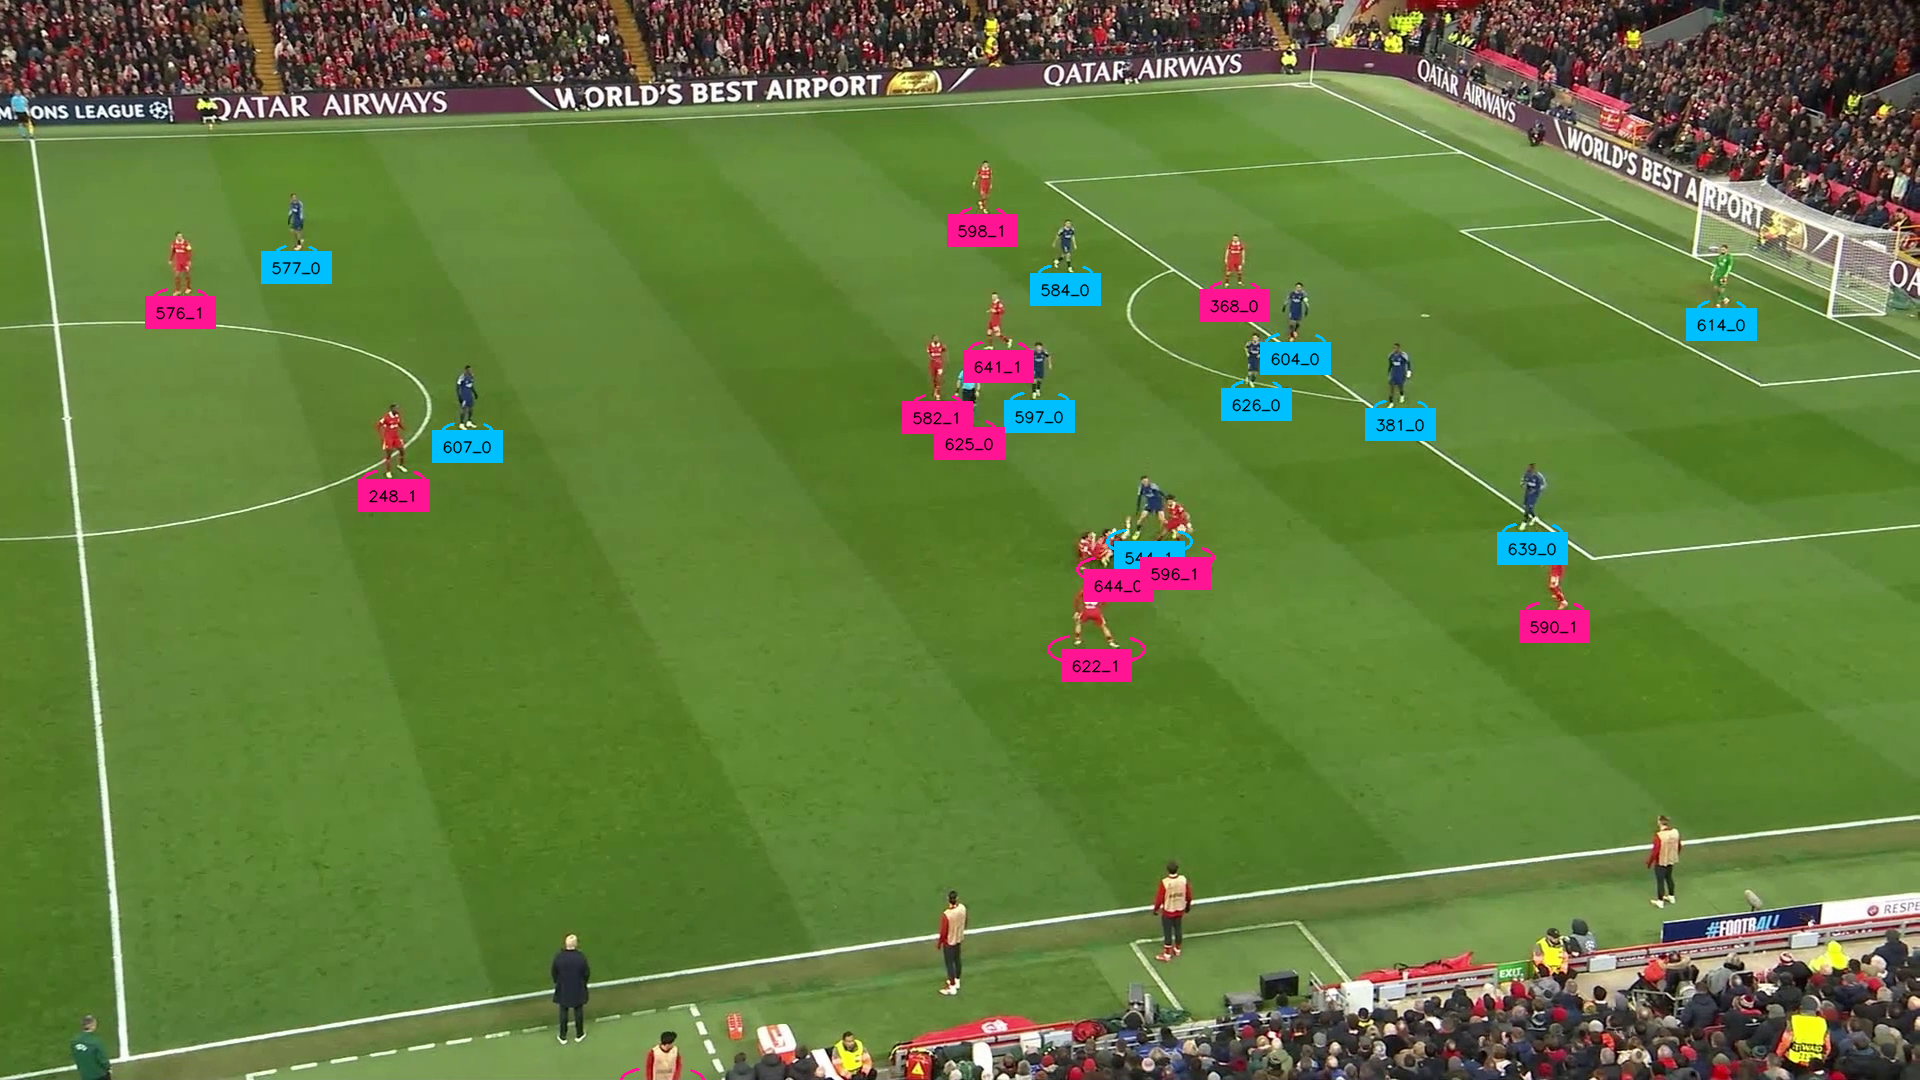 WORLD'S BEST AIRPORT
QATAR AIRWAYS
QATAR AIRWAYS
QATAR AIRWAYS
LEAGUE
WORLD'S BEST AIRPORT
598_1
577_0
584_0
368_0
576_1
614_0
604_0
641_1
626_0
582_1
597_0
381_0
625_0
607_0
248_1
639_0
596_1
644_0
590_1
622_1
#FOOTBALL
EXIT